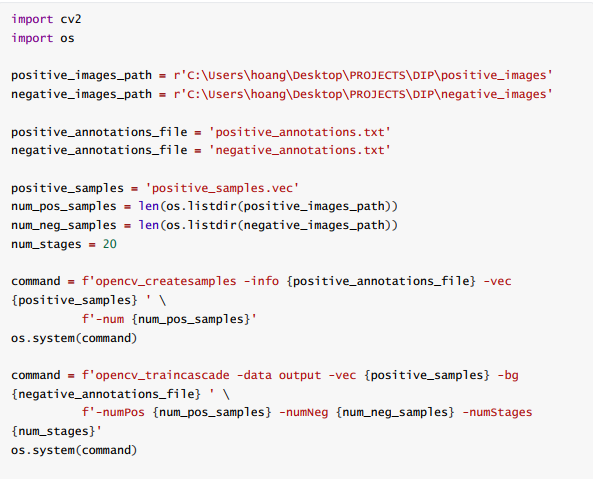 import cv2
import os
positive_images_path = r'C:\Users\hoang\Desktop\PROJECTS\DIP\positive_images'
negative_images_path = r'C:\Users\hoang\Desktop\PROJECTS\DIP\negative_images'
positive_annotations_file = 'positive_annotations.txt'
negative_annotations_file = 'negative_annotations.txt'
positive_samples = 'positive_samples.vec'
num_pos_samples = len(os.listdir(positive_images_path))
num_neg_samples = len(os.listdir(negative_images_path))
num_stages = 20
command = f'opencv_createsamples -info {positive_annotations_file} -vec
{positive_samples} ' \
f'-num {num_pos_samples}'
os.system(command)
command = f'opencv_traincascade -data output -vec {positive_samples} -bg
{negative_annotations_file} ' \
f'-numPos {num_pos_samples} -numNeg {num_neg_samples} -numStages
{num_stages}'
os.system(command)